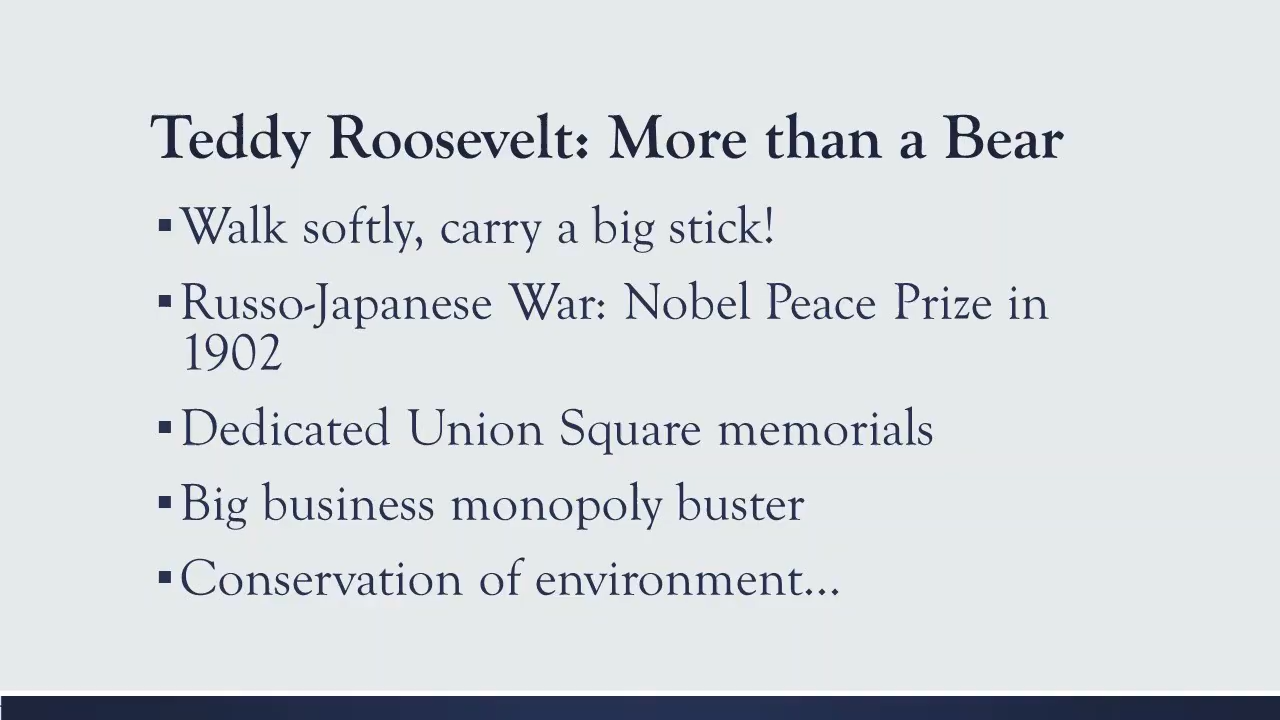 Teddy Roosevelt: More than a Bear
▪Walk softly, carry a big stick!
▪Russo-Japanese War: Nobel Peace Prize in
1902
▪Dedicated Union Square memorials
▪Big business monopoly buster
▪Conservation of environment...